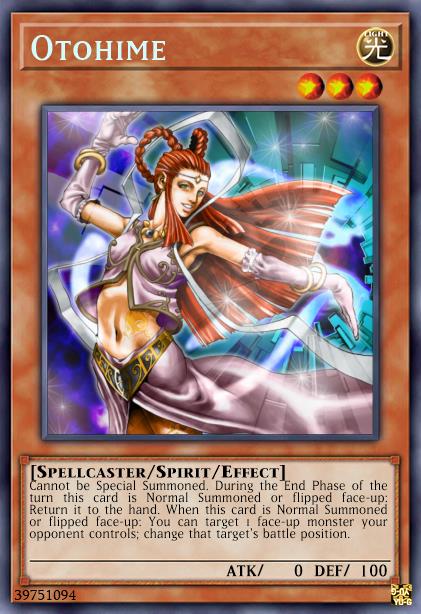 Otohime
LIGHT
光
[Spellcaster/Spirit/Effect]
Cannot be Special Summoned. During the End Phase of the
turn this card is Normal Summoned or flipped face-up:
Return it to the hand. When this card is Normal Summoned
or flipped face-up: You can target 1 face-up monster your
opponent controls; change that target's battle position.
ATK/ 0 DEF/ 100
39751094